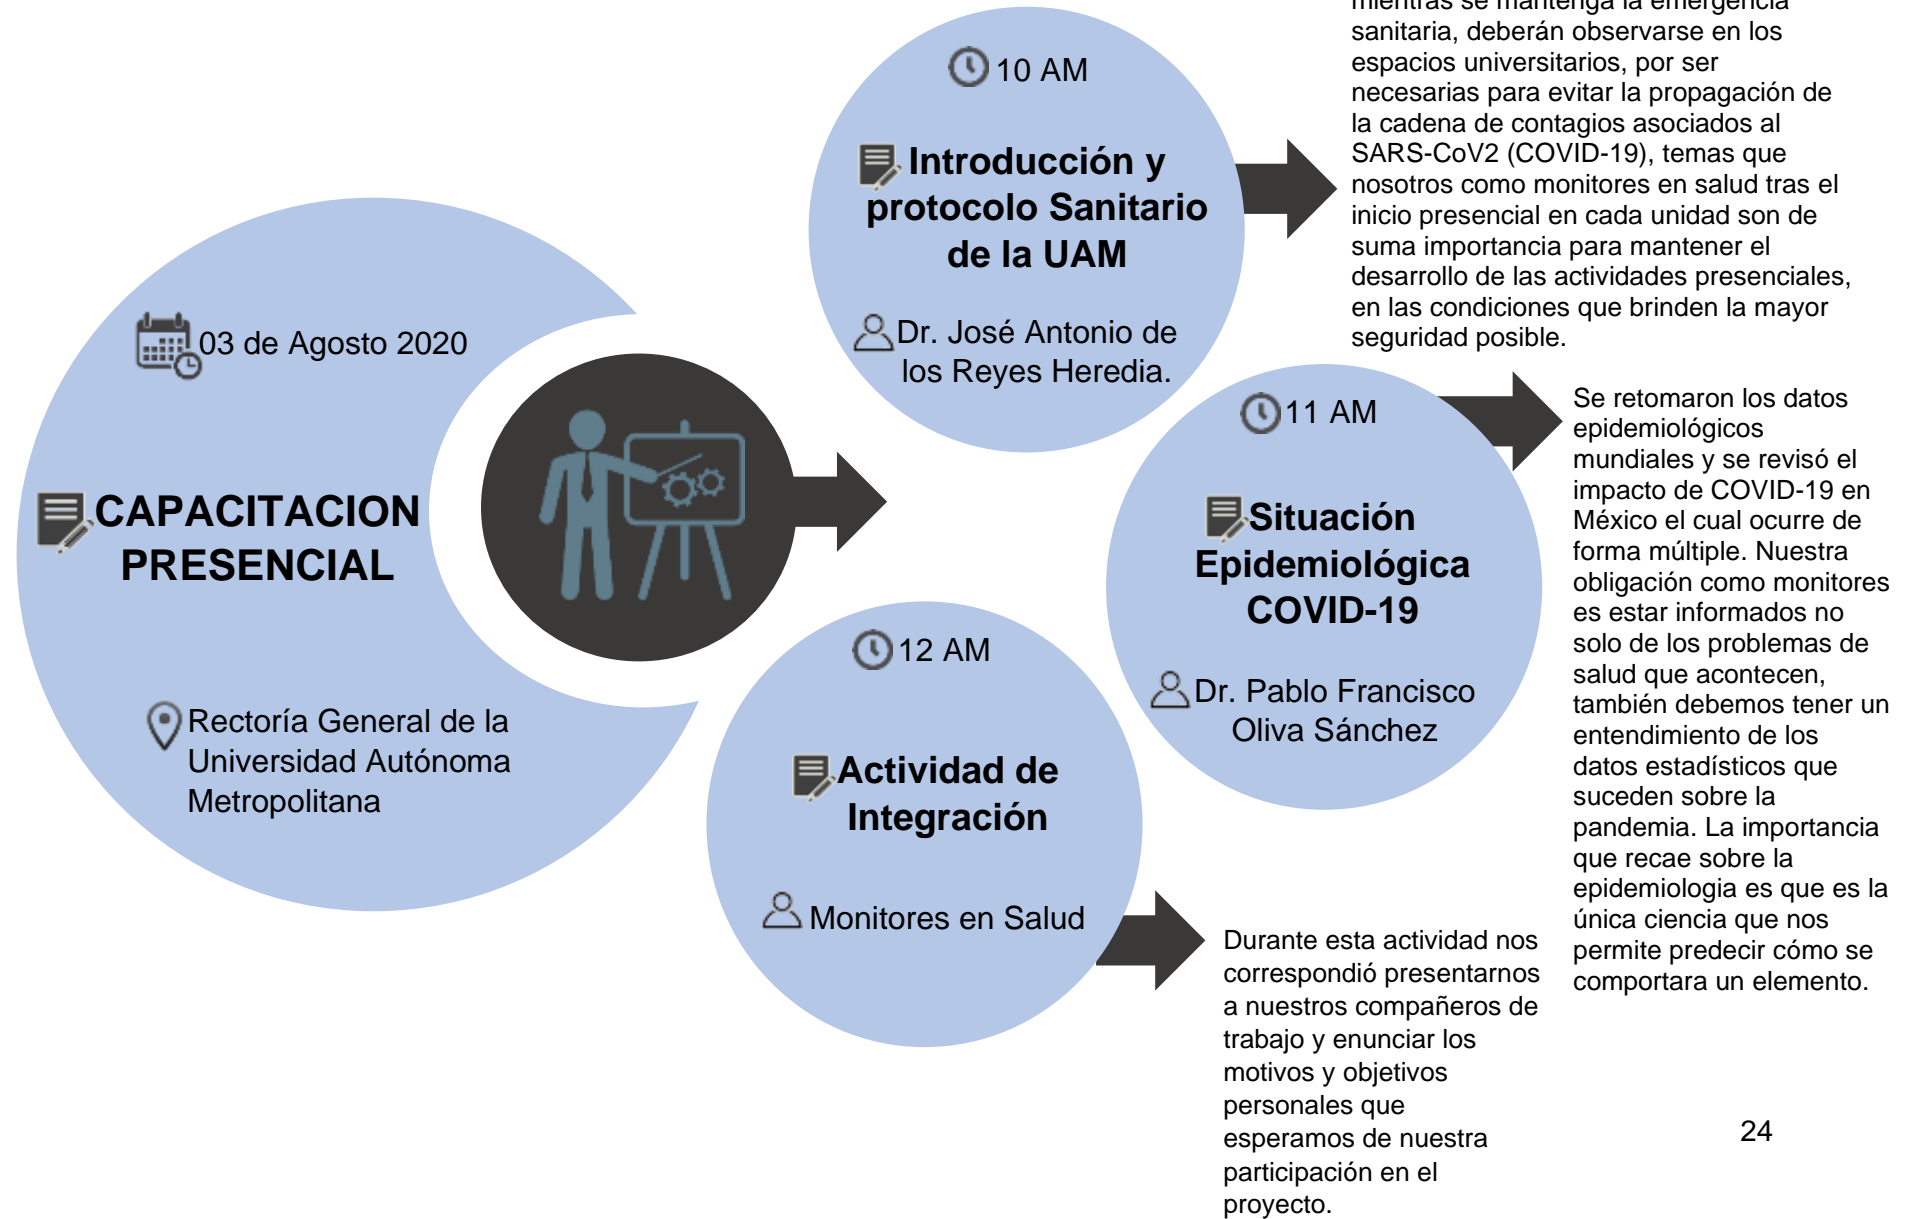 03 de Agosto 2020
CAPACITACION
PRESENCIAL
Rectoría General de la
Universidad Autónoma
Metropolitana
10 AM
Introducción y
protocolo Sanitario
de la UAM
Dr. José Antonio de
los Reyes Heredia.
mientras se mantenga la emergencia
sanitaria, deberán observarse en los
espacios universitarios, por ser
necesarias para evitar la propagación de
la cadena de contagios asociados al
SARS-CoV2 (COVID-19), temas que
nosotros como monitores en salud tras el
inicio presencial en cada unidad son de
suma importancia para mantener el
desarrollo de las actividades presenciales,
en las condiciones que brinden la mayor
seguridad posible.
11 AM
Situación
Epidemiológica
COVID-19
Dr. Pablo Francisco
Oliva Sánchez
Se retomaron los datos
epidemiológicos
mundiales y se revisó el
impacto de COVID-19 en
México el cual ocurre de
forma múltiple. Nuestra
obligación como monitores
es estar informados no
solo de los problemas de
salud que acontecen,
también debemos tener un
entendimiento de los
datos estadísticos que
suceden sobre la
pandemia. La importancia
que recae sobre la
epidemiologia es que es la
única ciencia que nos
permite predecir cómo se
comportara un elemento.
12 AM
Actividad de
Integración
Monitores en Salud
Durante esta actividad nos
correspondió presentarnos
a nuestros compañeros de
trabajo y enunciar los
motivos y objetivos
personales que
esperamos de nuestra
participación en el
proyecto.
24